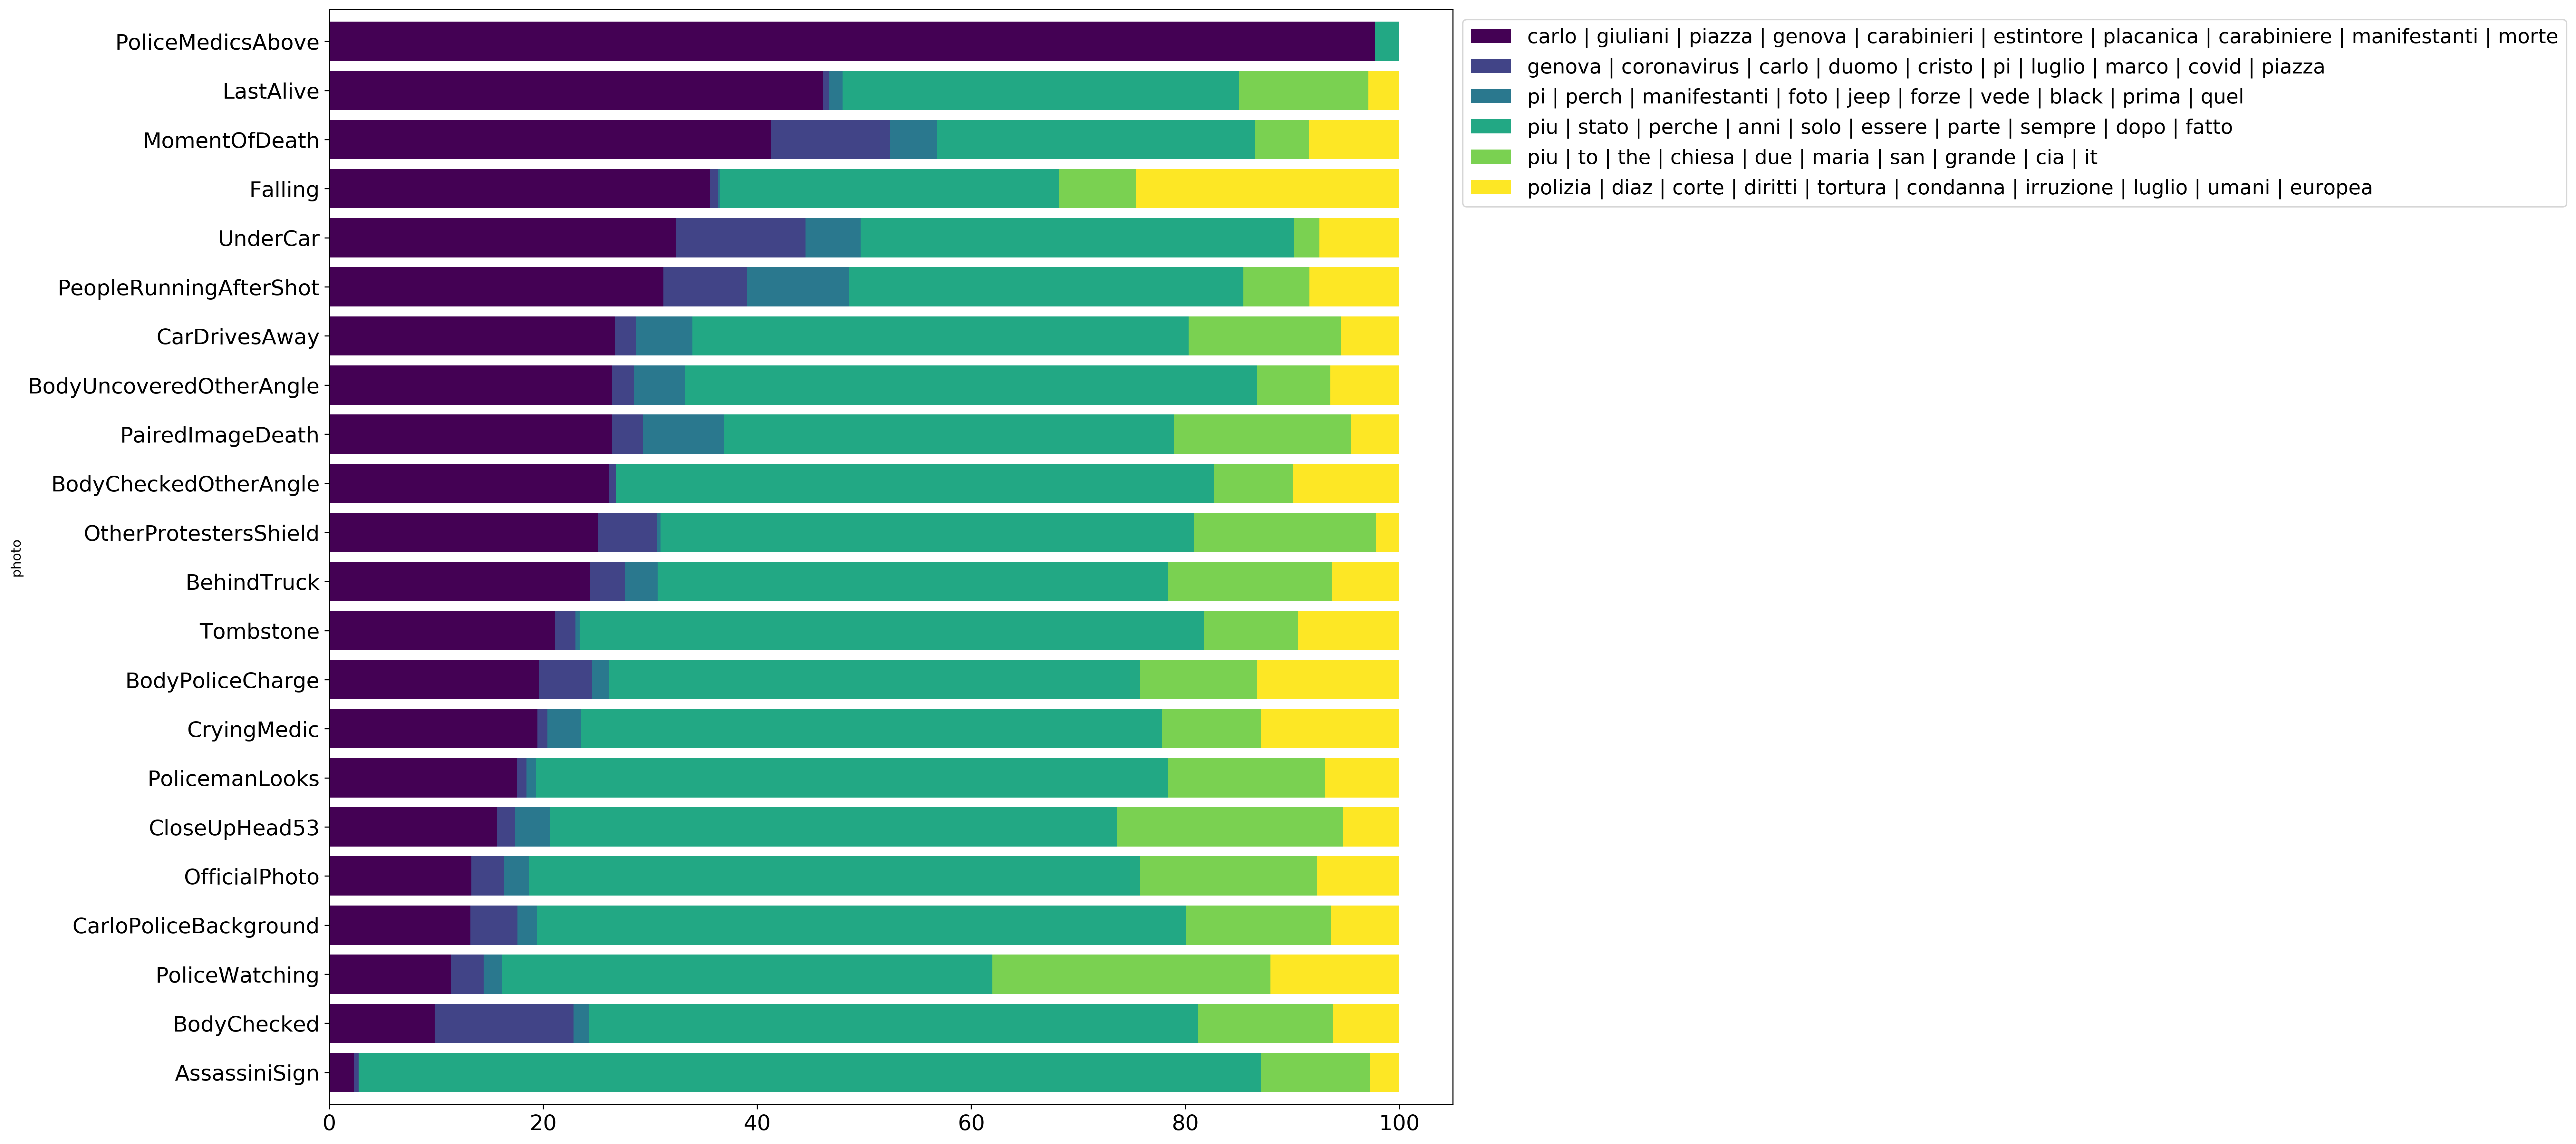 PoliceMedicsAbove
LastAlive
MomentOfDeath
Falling
UnderCar
PeopleRunningAfterShot
CarDrivesAway
BodyUncoveredOtherAngle
PairedImageDeath
BodyCheckedOtherAngle
OtherProtestersShield
BehindTruck
Tombstone
BodyPoliceCharge
CryingMedic
PolicemanLooks
CloseUpHead53
OfficialPhoto
CarloPoliceBackground
PoliceWatching
BodyChecked
AssassiniSign
photo
0 20 40 60 80 100
carlo | giuliani | piazza | genova | carabinieri | estintore | placanica | carabiniere | manifestanti | morte
genova | coronavirus | carlo | duomo | cristo | pi | luglio | marco | covid | piazza
pi | perch | manifestanti | foto | jeep | forze | vede | black | prima | quel
piu | stato | perche | anni | solo | essere | parte | sempre | dopo | fatto
piu | to | the | chiesa | due | maria | san | grande | cia | it
polizia | diaz | corte | diritti | tortura | condanna | irruzione | luglio | umani | europea